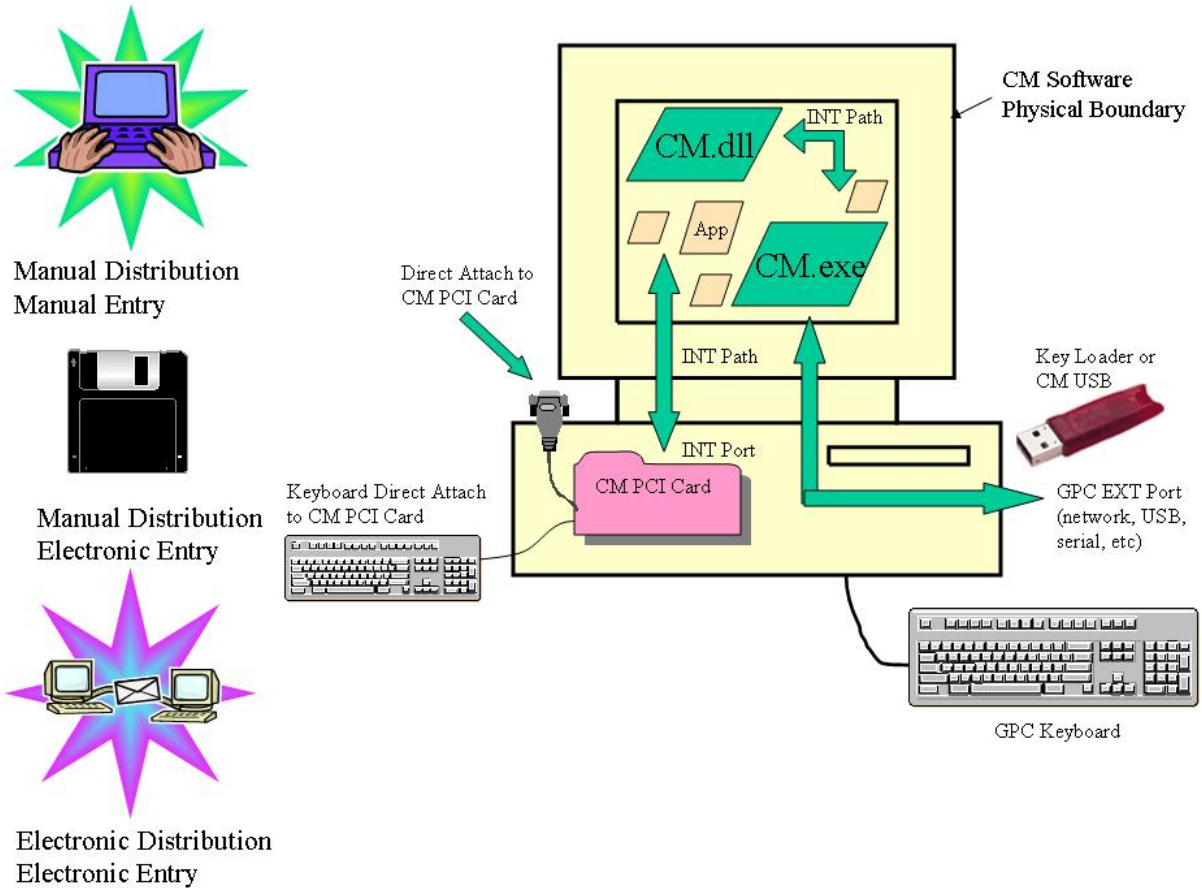 Manual Distribution
Manual Entry
Manual Distribution
Electronic Entry
Electronic Distribution
Electronic Entry
CM Software
Physical Boundary
INT Path
CM.dll
App
CM.exe
Direct Attach to
CM PCI Card
INT Path
Key Loader or
CM USB
INT Port
CM PCI Card
Keyboard Direct Attach
to CM PCI Card
GPC EXT Port
(network, USB,
serial, etc)
GPC Keyboard